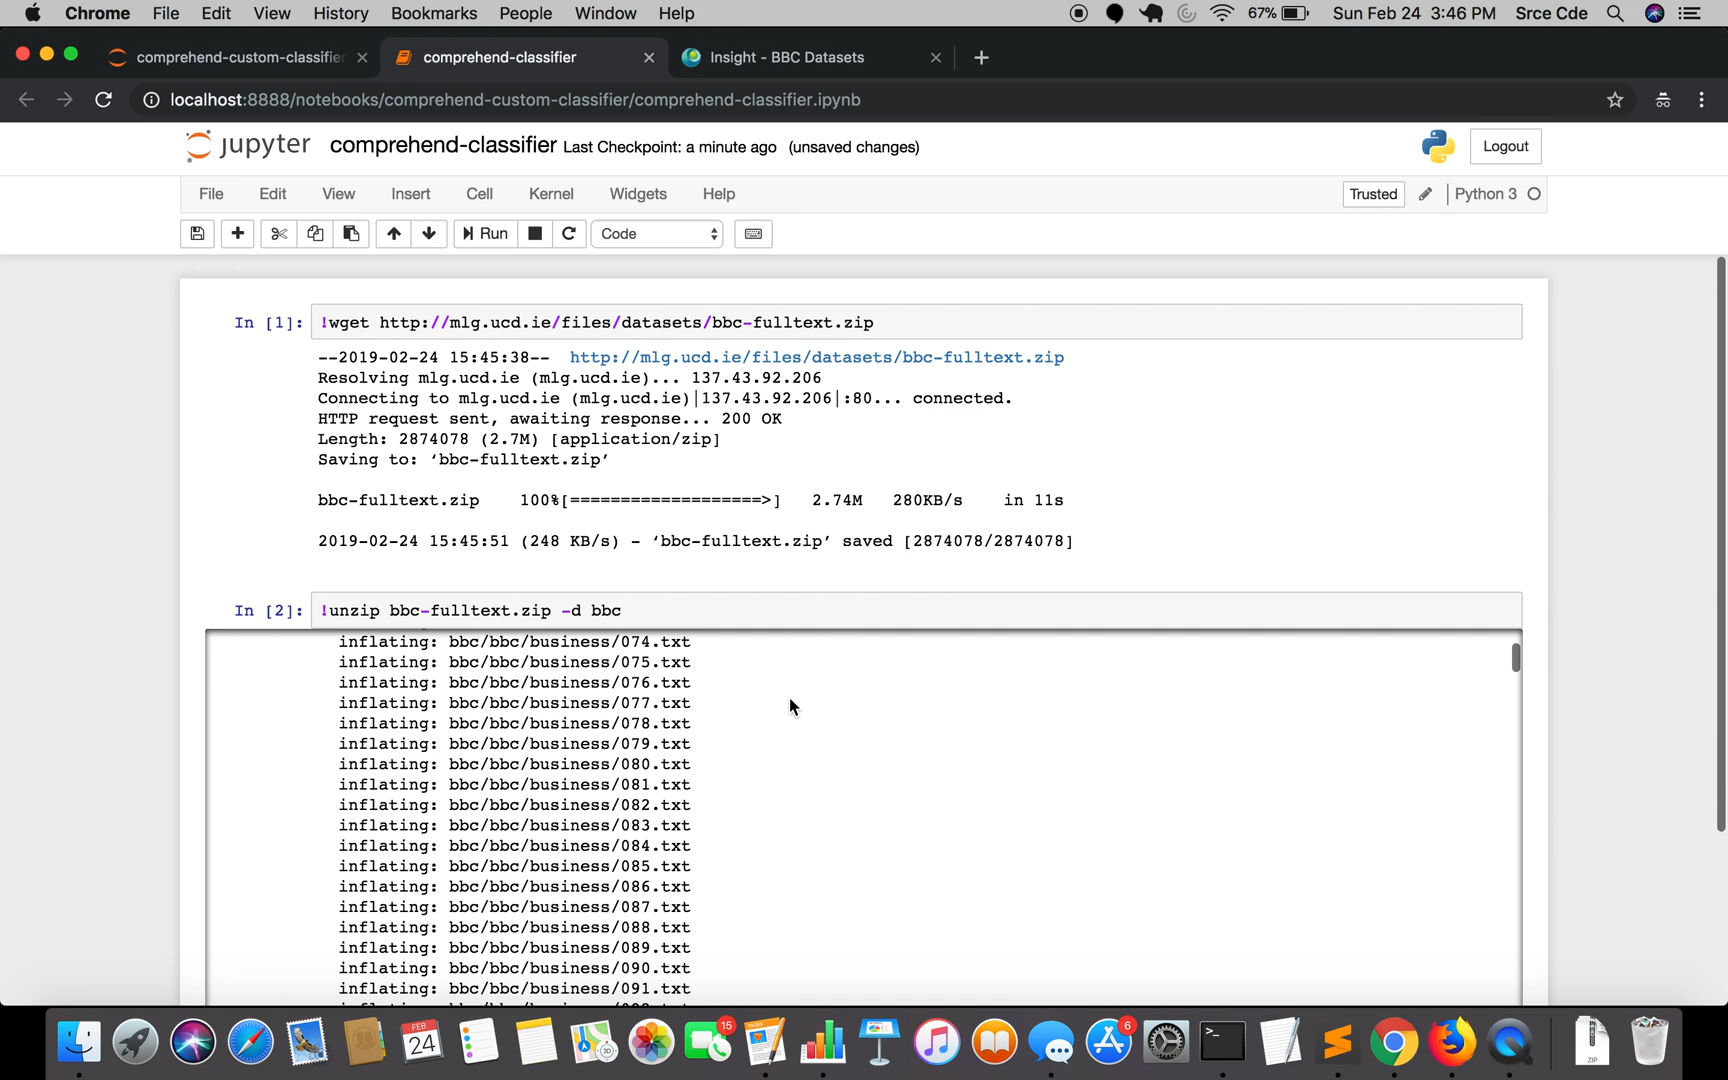 Chrome File Edit View History Bookmarks People Window Help 67% Sun Feb 24 3:46 PM Srce Cde
comprehend-custom-classifier comprehend-classifier Insight - BBC Datasets
localhost:8888/notebooks/comprehend-custom-classifier/comprehend-classifier.ipynb
jupyter comprehend-classifier Last Checkpoint: a minute ago (unsaved changes) Logout
File Edit View Insert Cell Kernel Widgets Help Trusted Python 3
Run Code
In [1]: !wget http://mlg.ucd.ie/files/datasets/bbc-fulltext.zip
--2019-02-24 15:45:38-- http://mlg.ucd.ie/files/datasets/bbc-fulltext.zip
Resolving mlg.ucd.ie (mlg.ucd.ie)... 137.43.92.206
Connecting to mlg.ucd.ie (mlg.ucd.ie)|137.43.92.206|:80... connected.
HTTP request sent, awaiting response... 200 OK
Length: 2874078 (2.7M) [application/zip]
Saving to: ‘bbc-fulltext.zip’
bbc-fulltext.zip 100%[===================>] 2.74M 280KB/s in 11s
2019-02-24 15:45:51 (248 KB/s) - ‘bbc-fulltext.zip’ saved [2874078/2874078]
In [2]: !unzip bbc-fulltext.zip -d bbc
inflating: bbc/bbc/business/074.txt
inflating: bbc/bbc/business/075.txt
inflating: bbc/bbc/business/076.txt
inflating: bbc/bbc/business/077.txt
inflating: bbc/bbc/business/078.txt
inflating: bbc/bbc/business/079.txt
inflating: bbc/bbc/business/080.txt
inflating: bbc/bbc/business/081.txt
inflating: bbc/bbc/business/082.txt
inflating: bbc/bbc/business/083.txt
inflating: bbc/bbc/business/084.txt
inflating: bbc/bbc/business/085.txt
inflating: bbc/bbc/business/086.txt
inflating: bbc/bbc/business/087.txt
inflating: bbc/bbc/business/088.txt
inflating: bbc/bbc/business/089.txt
inflating: bbc/bbc/business/090.txt
inflating: bbc/bbc/business/091.txt
FEB 15 6
24 3D >_ ZIP